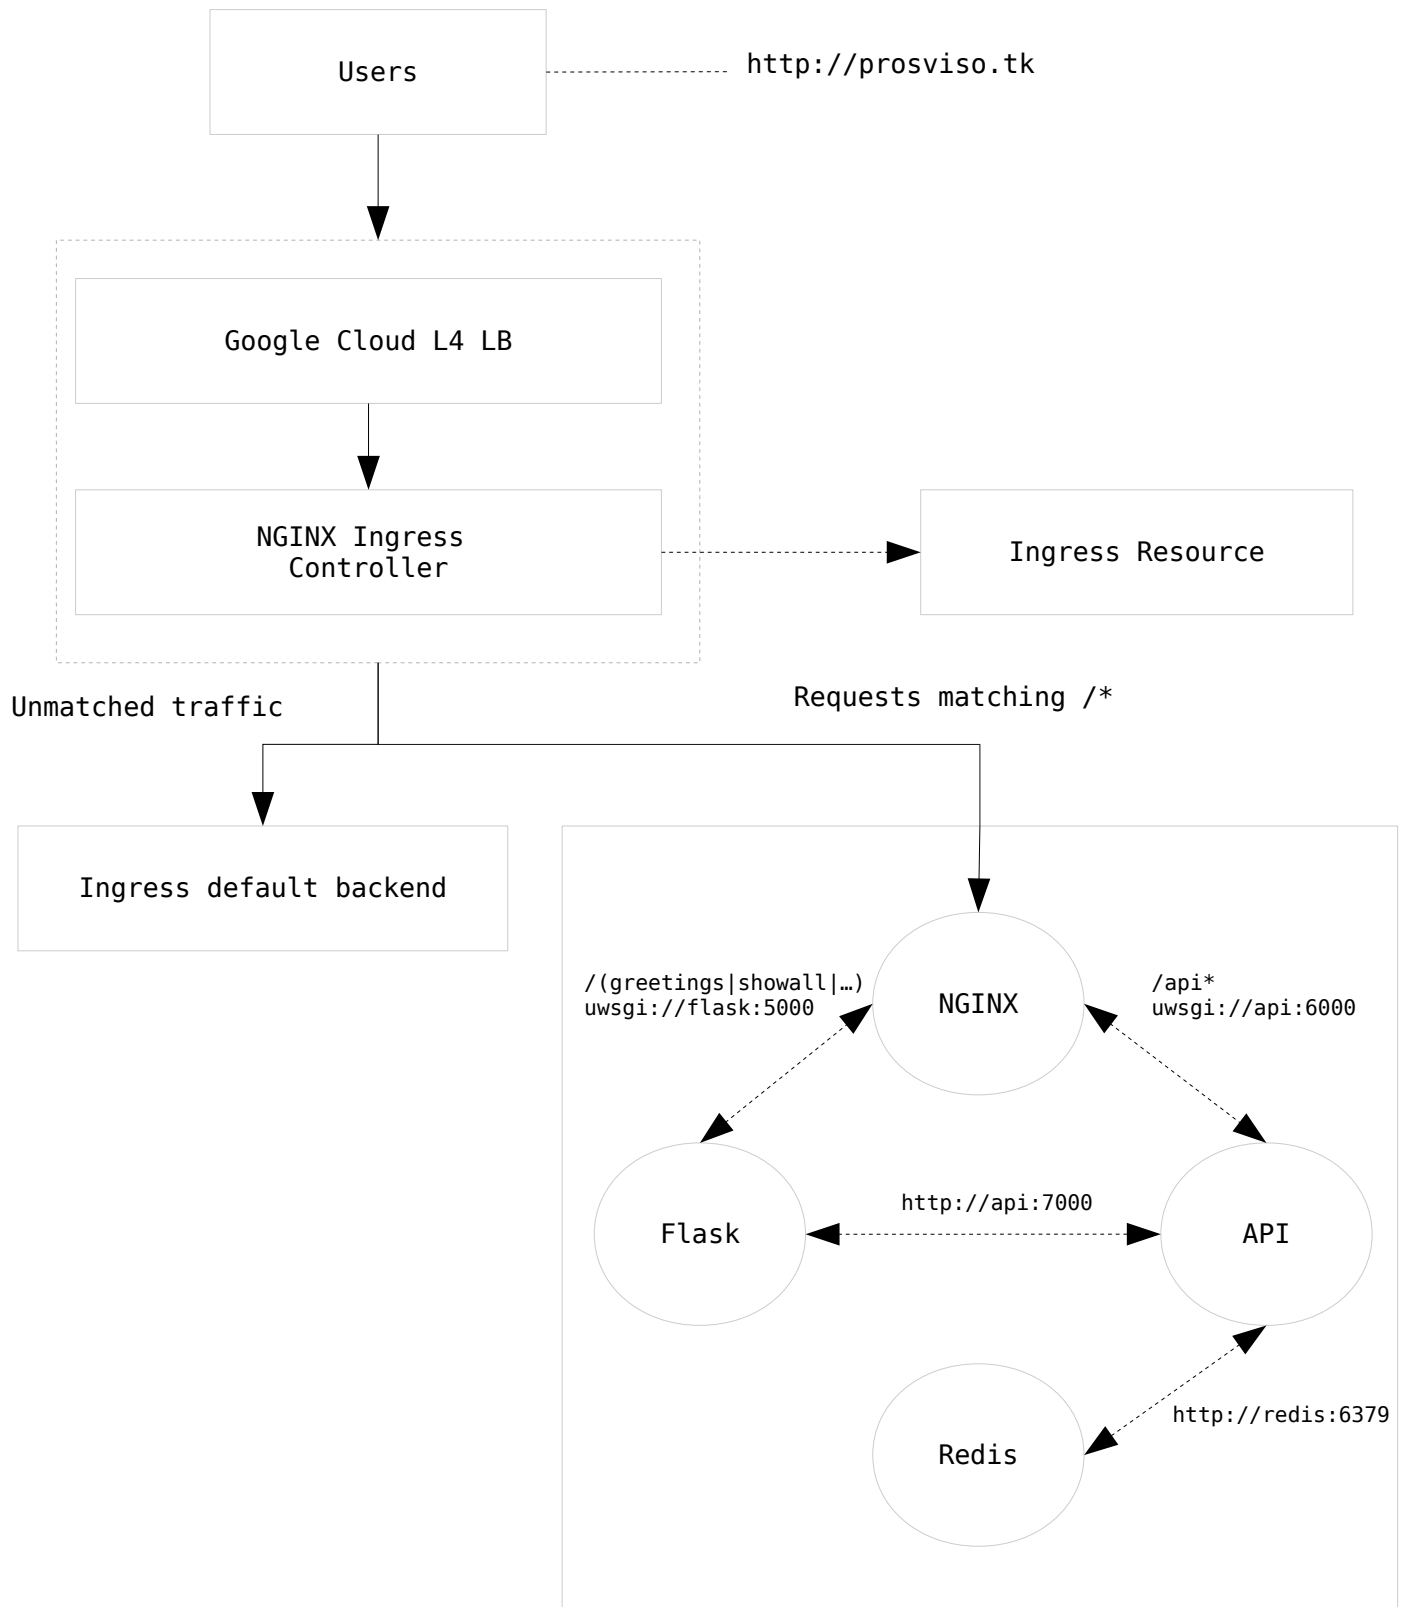 Users
http://prosviso.tk
Google Cloud L4 LB
NGINX Ingress
Controller
Ingress Resource
Unmatched traffic
Requests matching /*
Ingress default backend
/(greetings|showall|…)
uwsgi://flask:5000
NGINX
/api*
uwsgi://api:6000
http://api:7000
Flask
API
http://redis:6379
Redis